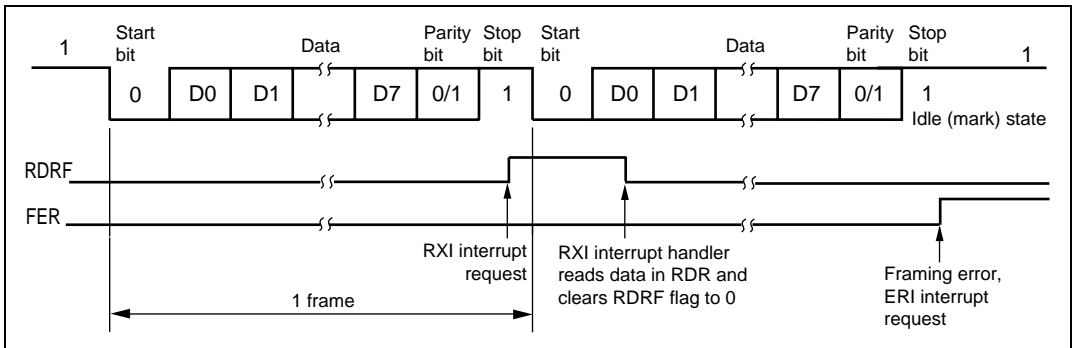 1
Start
bit
Data
Parity
bit
Stop
bit
Start
bit
Data
Parity
bit
Stop
bit
1
0
D0
D1
D7
0/1
1
0
D0
D1
D7
0/1
1
Idle (mark) state
RDRF
FER
RXI interrupt
request
RXI interrupt handler
reads data in RDR and
clears RDRF flag to 0
Framing error,
ERI interrupt
request
1 frame